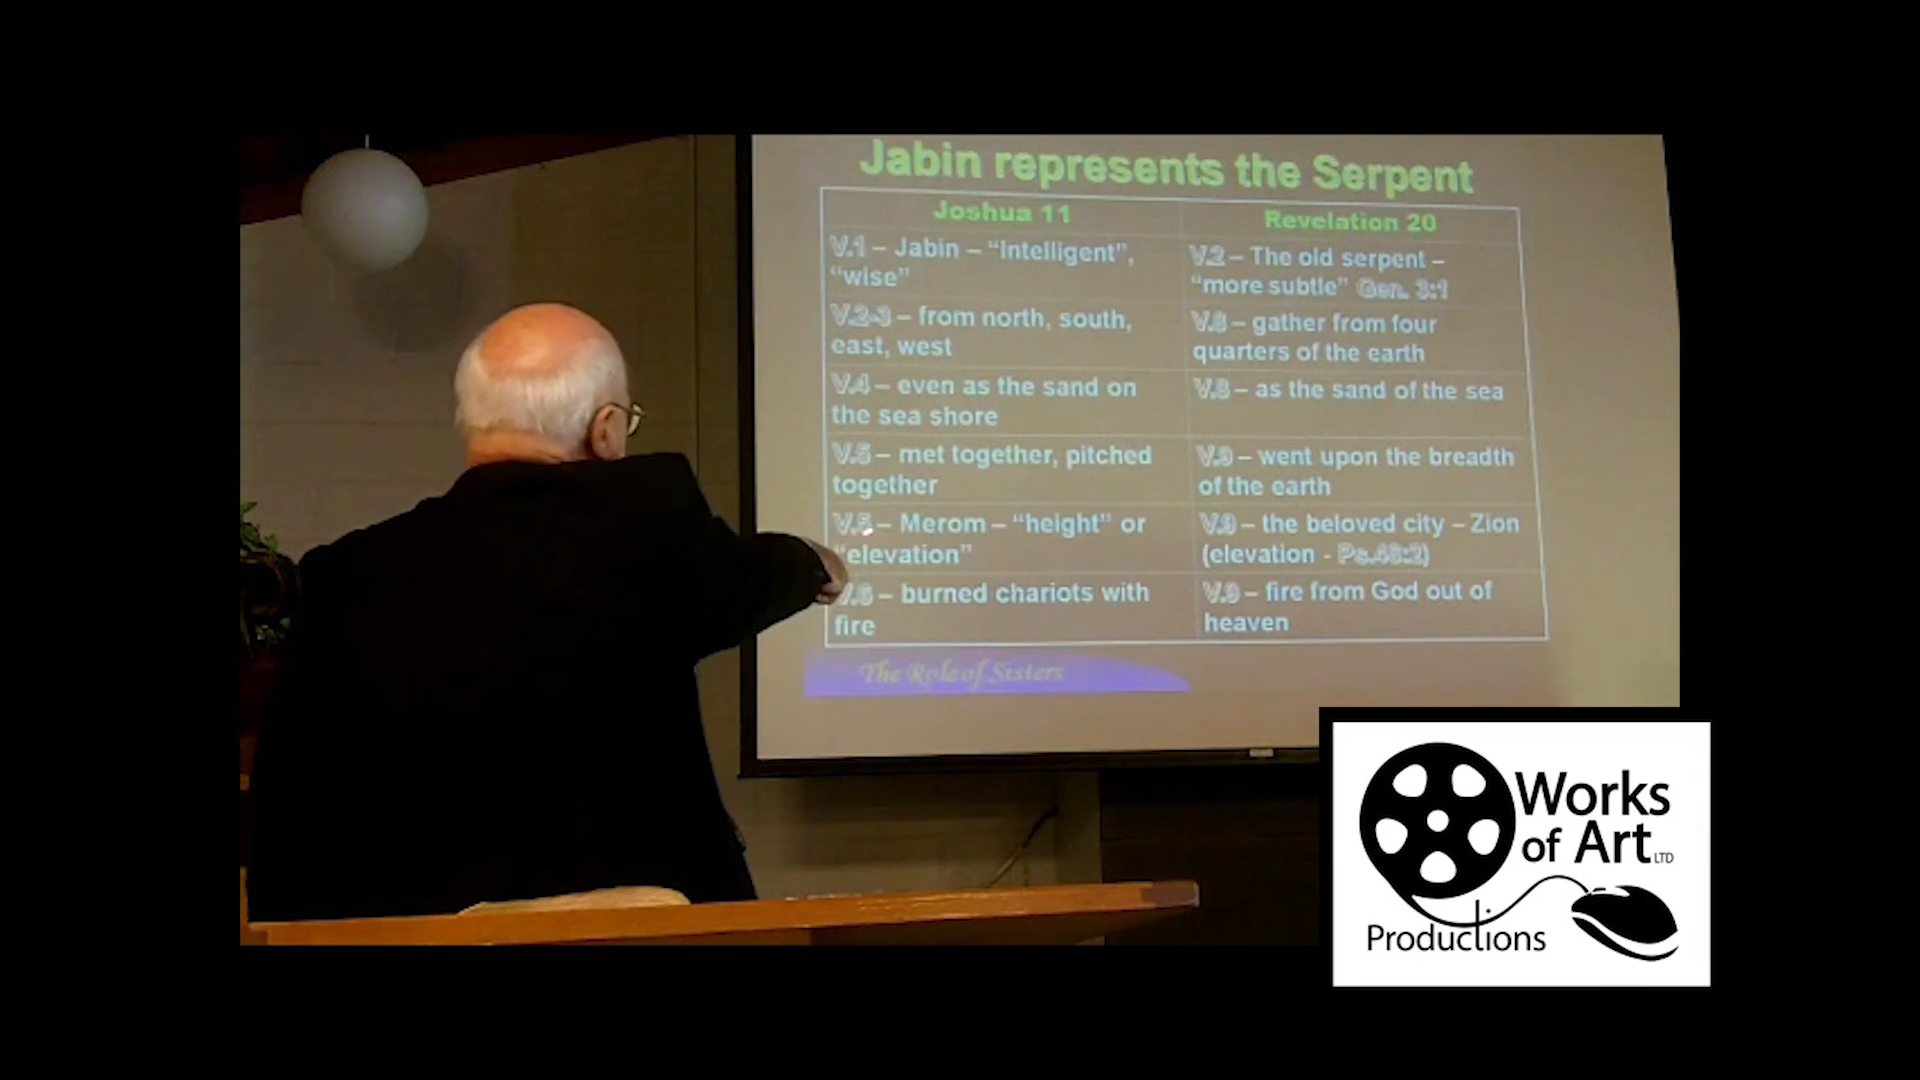 Jabin represents the Serpent
Joshua 11
Revelation 20
V.1 – Jabin – “Intelligent”,
“wise”
V.2 – The old serpent –
“more subtle” Gen. 3:1
V.2-3 – from north, south,
east, west
V.8 – gather from four
quarters of the earth
V.4 – even as the sand on
the sea shore
V.8 – as the sand of the sea
V.5 – met together, pitched
together
V.9 – went upon the breadth
of the earth
V.5 – Merom – “height” or
“elevation”
V.9 – the beloved city – Zion
(elevation - Ps.48:2)
V.6 – burned chariots with
fire
V.9 – fire from God out of
heaven
The Role of Sisters
Works
of Art LTD
Productions